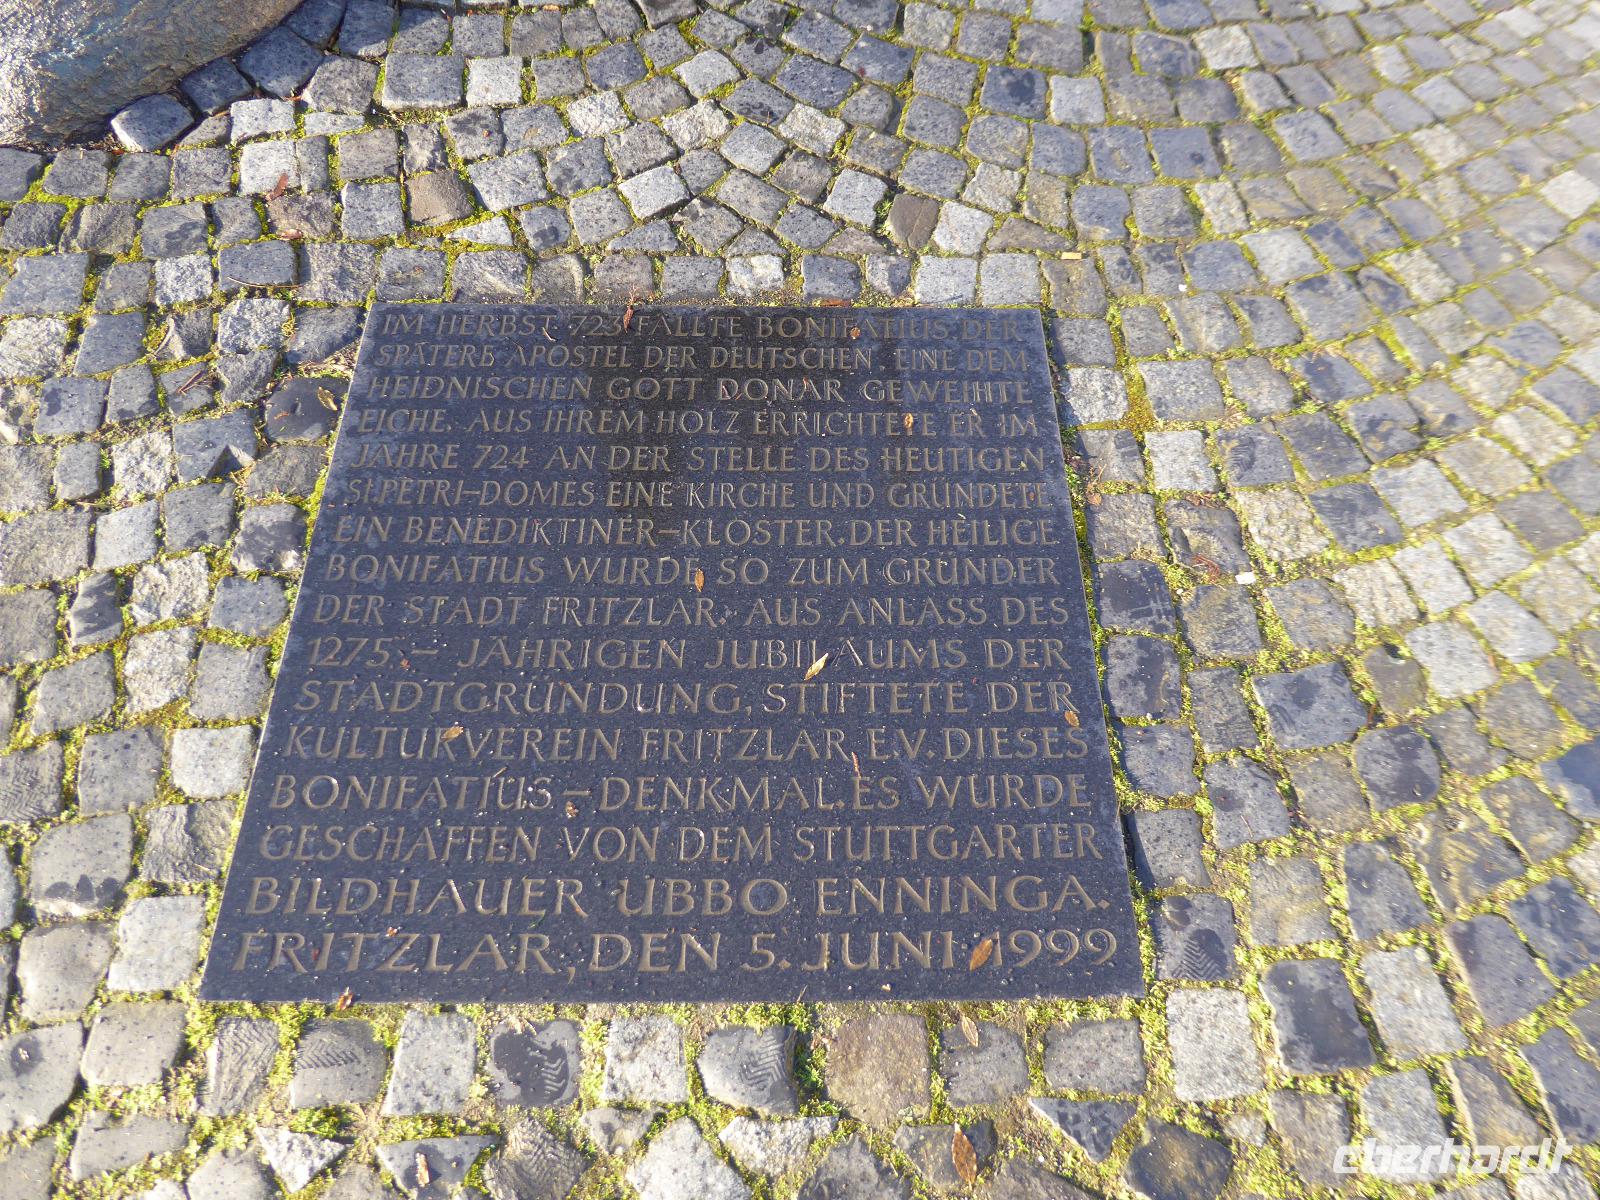 IM HERBST 723 FÄLLTE BONIFATIUS, DER
SPÄTERE APOSTEL DER DEUTSCHEN EINE DEM
HEIDNISCHEN GOTT DONAR GEWEIHTE
EICHE. AUS IHREM HOLZ ERRICHTETE ER IM
JAHRE 724 AN DER STELLE DES HEUTIGEN
ST.PETRI-DOMES EINE KIRCHE UND GRÜNDETE
EIN BENEDIKTINER-KLOSTER. DER HEILIGE
BONIFATIUS WURDE SO ZUM GRÜNDER
DER STADT FRITZLAR. AUS ANLASS DES
1275.- JÄHRIGEN JUBILÄUMS DER
STADTGRÜNDUNG, STIFTETE DER
KULTURVEREIN FRITZLAR E.V. DIESES
BONIFATIUS-DENKMAL. ES WURDE
GESCHAFFEN VON DEM STUTTGARTER
BILDHAUER UBBO ENNINGA.
FRITZLAR, DEN 5. JUNI 1999
eberhardt